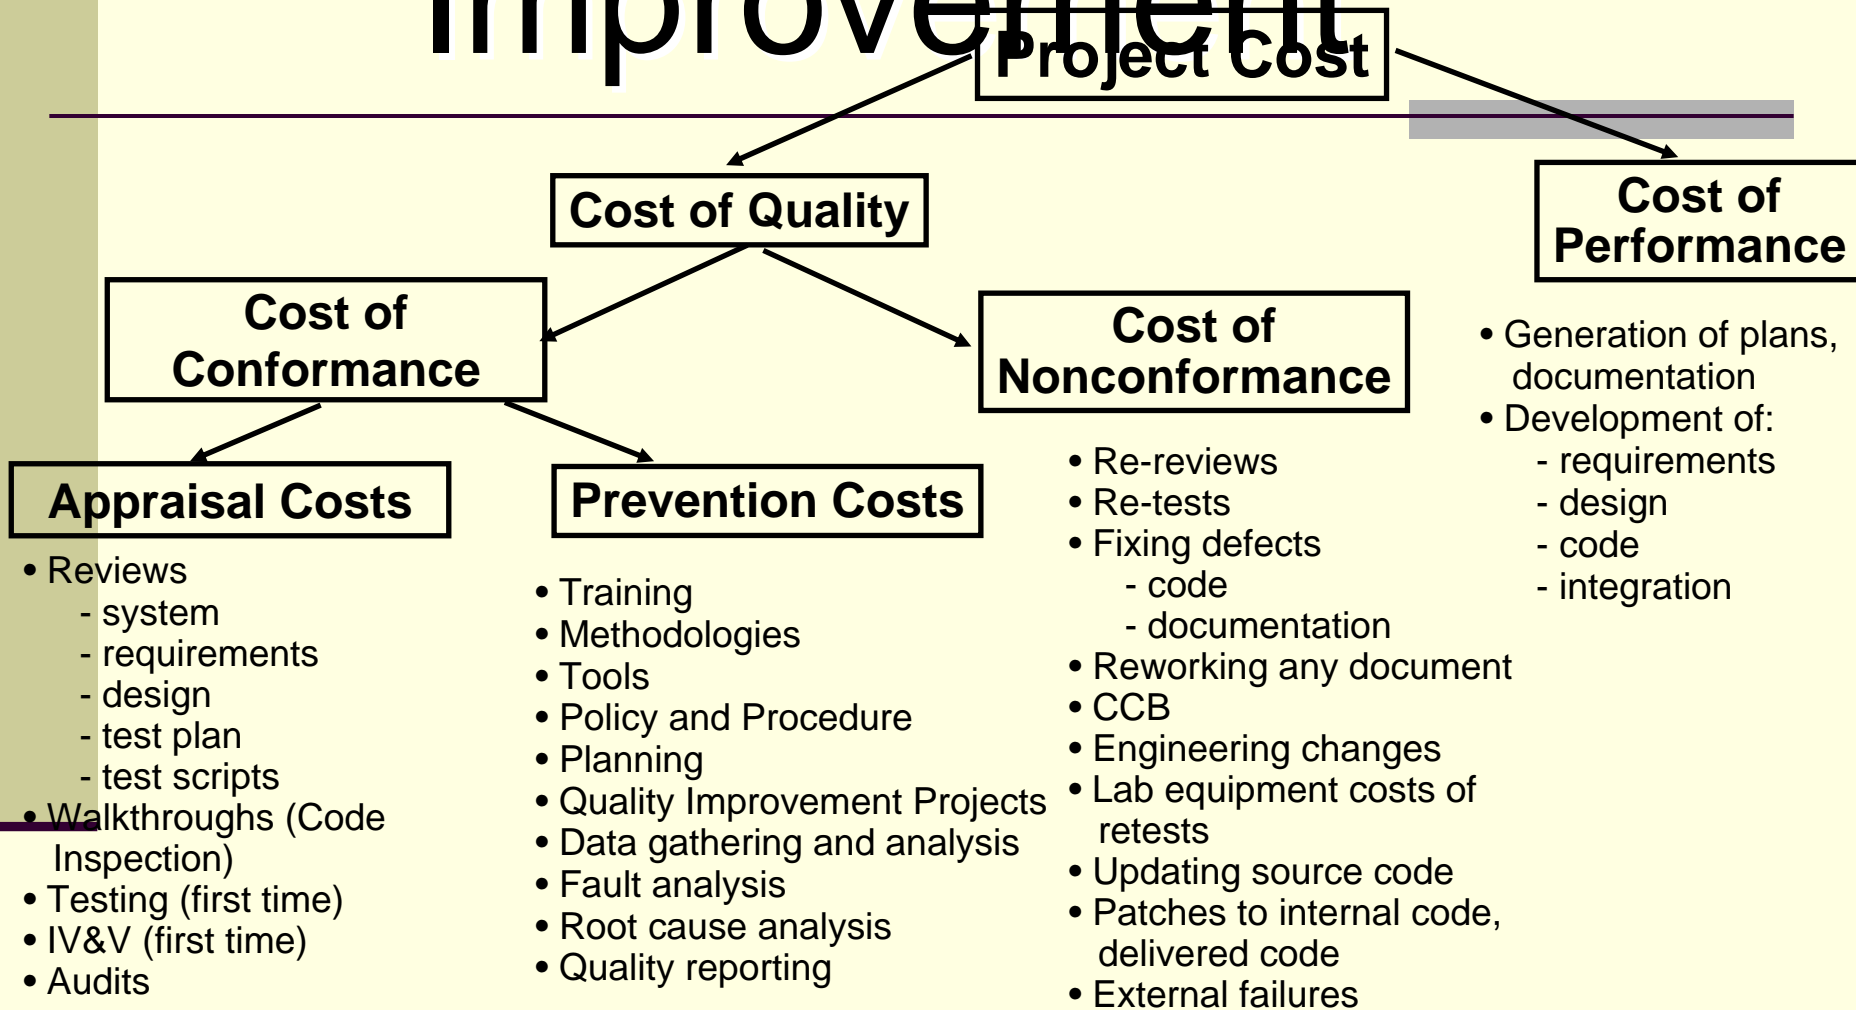 Improvement
Project Cost
Cost of Quality
Cost of
Performance
Cost of
Conformance
Cost of
Nonconformance
Appraisal Costs
Prevention Costs
• Reviews
- system
- requirements
- design
- test plan
- test scripts
• Walkthroughs (Code
Inspection)
• Testing (first time)
• IV&V (first time)
• Audits
• Training
• Methodologies
• Tools
• Policy and Procedure
• Planning
• Quality Improvement Projects
• Data gathering and analysis
• Fault analysis
• Root cause analysis
• Quality reporting
• Re-reviews
• Re-tests
• Fixing defects
- code
- documentation
• Reworking any document
• CCB
• Engineering changes
• Lab equipment costs of
retests
• Updating source code
• Patches to internal code,
delivered code
• External failures
• Generation of plans,
documentation
• Development of:
- requirements
- design
- code
- integration